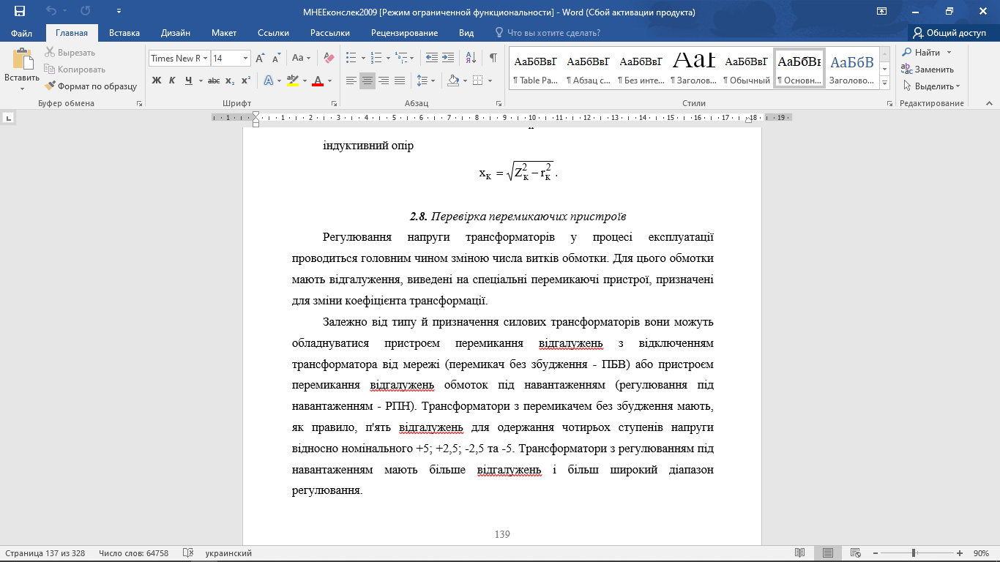 МНЕЕконслек2009 [Режим ограниченной функциональности] - Word (Сбой активации продукта)
Файл Главная Вставка Дизайн Макет Ссылки Рассылки Рецензирование Вид Что вы хотите сделать? Общий доступ
Вставить
Вырезать
Копировать
Формат по образцу
Буфер обмена
Times New R 14
Ж К Ч abc x₂ x²
Шрифт
Абзац
АаБбВвГ АаБбВвГ АаБбВвГ АаБ АаБбВвГ АаБбВв АаБбВ
¶ Table Pa... ¶ Абзац с... ¶ Без инте... ¶ Заголов... ¶ Обычный ¶ Основн... Заголово...
Стили
Найти
Заменить
Выделить
Редактирование
3 1 1 2 3 4 5 6 7 8 9 10 11 12 13 14 15 16 17 18 19
індуктивний опір
xк = √(Zк² − rк²) .
2.8. Перевірка перемикаючих пристроїв
Регулювання напруги трансформаторів у процесі експлуатації
проводиться головним чином зміною числа витків обмотки. Для цього обмотки
мають відгалуження, виведені на спеціальні перемикаючі пристрої, призначені
для зміни коефіцієнта трансформації.
Залежно від типу й призначення силових трансформаторів вони можуть
обладнуватися пристроєм перемикання відгалужень з відключенням
трансформатора від мережі (перемикач без збудження - ПБВ) або пристроєм
перемикання відгалужень обмоток під навантаженням (регулювання під
навантаженням - РПН). Трансформатори з перемикачем без збудження мають,
як правило, п'ять відгалужень для одержання чотирьох ступенів напруги
відносно номінального +5; +2,5; -2,5 та -5. Трансформатори з регулюванням під
навантаженням мають більше відгалужень і більш широкий діапазон
регулювання.
139
Страница 137 из 328 Число слов: 64758 украинский 90%